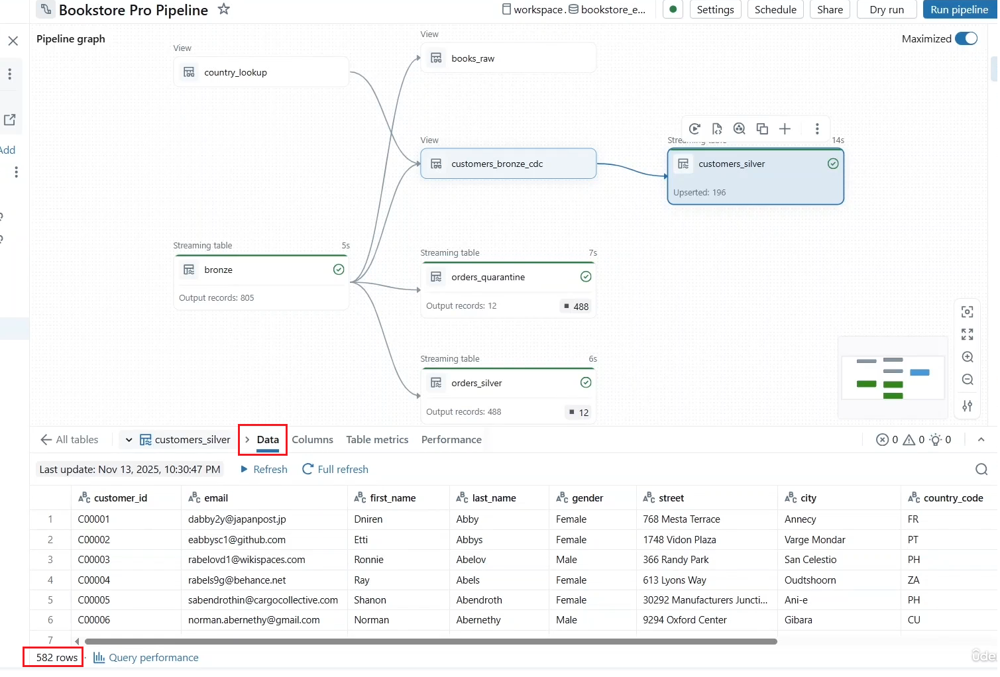 Bookstore Pro Pipeline
workspace. bookstore_e...
Settings
Schedule
Share
Dry run
Run pipeline
Pipeline graph
Maximized
View
country_lookup
View
books_raw
View
customers_bronze_cdc
14s
customers_silver
Upserted: 196
Add
Streaming table 5s
bronze
Output records: 805
Streaming table 7s
orders_quarantine
Output records: 12
488
Streaming table 6s
orders_silver
Output records: 488
12
All tables
customers_silver
Data
Columns
Table metrics
Performance
0 0 0
Last update: Nov 13, 2025, 10:30:47 PM
Refresh
Full refresh
customer_id email first_name last_name gender street city country_code
1 C00001 dabby2y@japanpost.jp Dniren Abby Female 768 Mesta Terrace Annecy FR
2 C00002 eabbysc1@github.com Etti Abbys Female 1748 Vidon Plaza Varge Mondar PT
3 C00003 rabelovd1@wikispaces.com Ronnie Abelov Male 366 Randy Park San Celestio PH
4 C00004 rabels9g@behance.net Ray Abels Female 613 Lyons Way Oudtshoorn ZA
5 C00005 sabendrothin@cargocollective.com Shanon Abendroth Female 30292 Manufacturers Juncti... Ani-e PH
6 C00006 norman.abernethy@gmail.com Norman Abernethy Male 9294 Oxford Center Gibara CU
7
582 rows · Query performance